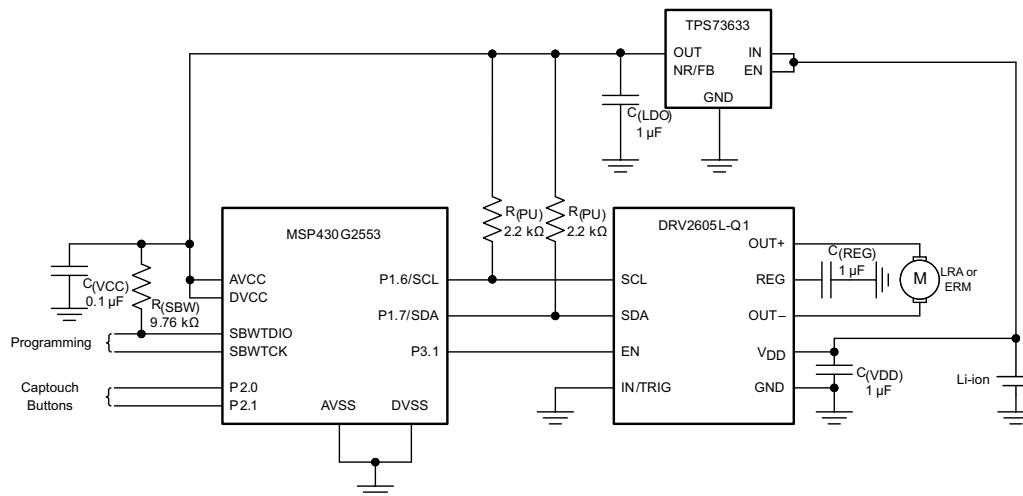 TPS73633
OUT
IN
NR/FB
EN
GND
C(LDO)
1 µF
R(PU)
2.2 kΩ
R(PU)
2.2 kΩ
MSP430G2553
DRV2605L-Q1
C(VCC)
0.1 µF
R(SBW)
9.76 kΩ
AVCC
DVCC
P1.6/SCL
SCL
P1.7/SDA
SDA
SBWTDIO
SBWTCK
P3.1
EN
Programming
Captouch
Buttons
P2.0
P2.1
AVSS
DVSS
IN/TRIG
OUT+
REG
C(REG)
1 µF
OUT−
M
LRA or
ERM
VDD
GND
C(VDD)
1 µF
Li-ion